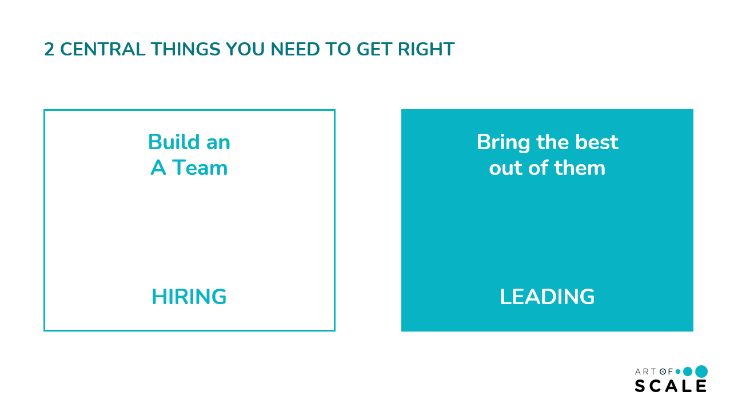 2 CENTRAL THINGS YOU NEED TO GET RIGHT
Build an
A Team
HIRING
Bring the best
out of them
LEADING
ART OF
SCALE